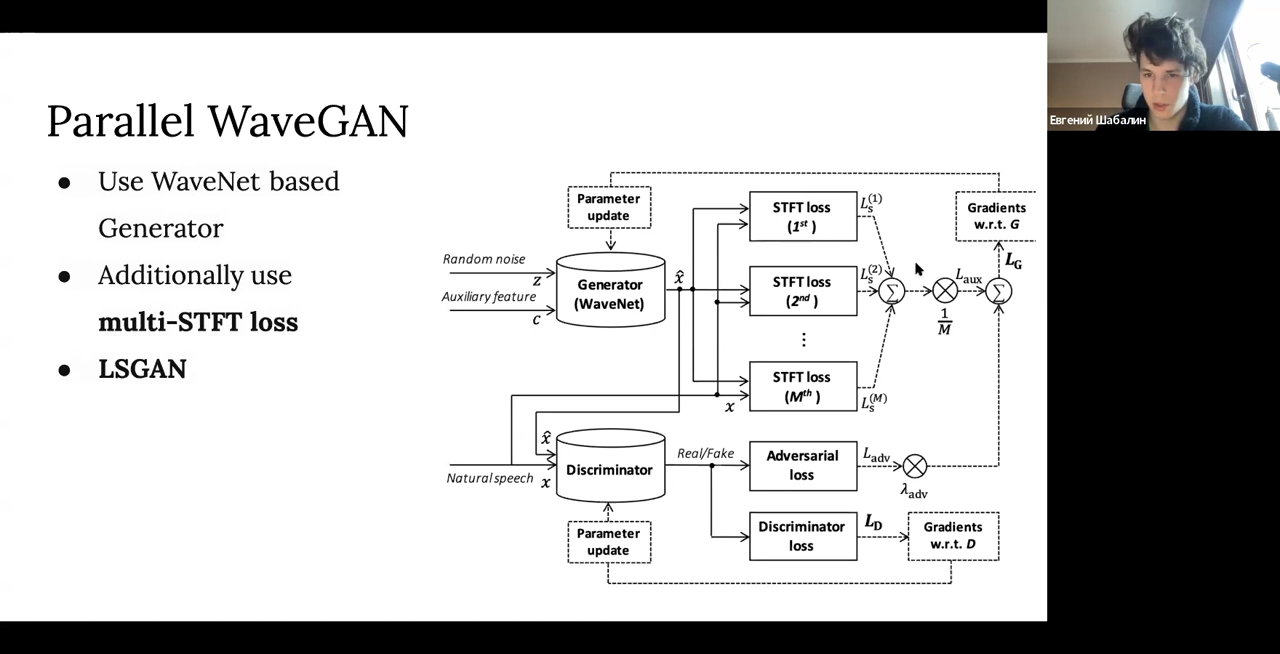 Parallel WaveGAN
● Use WaveNet based
Generator
● Additionally use
multi-STFT loss
● LSGAN
Parameter
update
Random noise
z
Auxiliary feature
c
Generator
(WaveNet)
x̂
STFT loss
(1st )
L_s^(1)
STFT loss
(2nd )
L_s^(2)
⋮
STFT loss
(Mth )
L_s^(M)
x
Σ
1/M
L_aux
Σ
L_G
Gradients
w.r.t. G
Natural speech
x̂
x
Discriminator
Real/Fake
Adversarial
loss
L_adv
λ_adv
Discriminator
loss
L_D
Gradients
w.r.t. D
Parameter
update
Евгений Шабалин